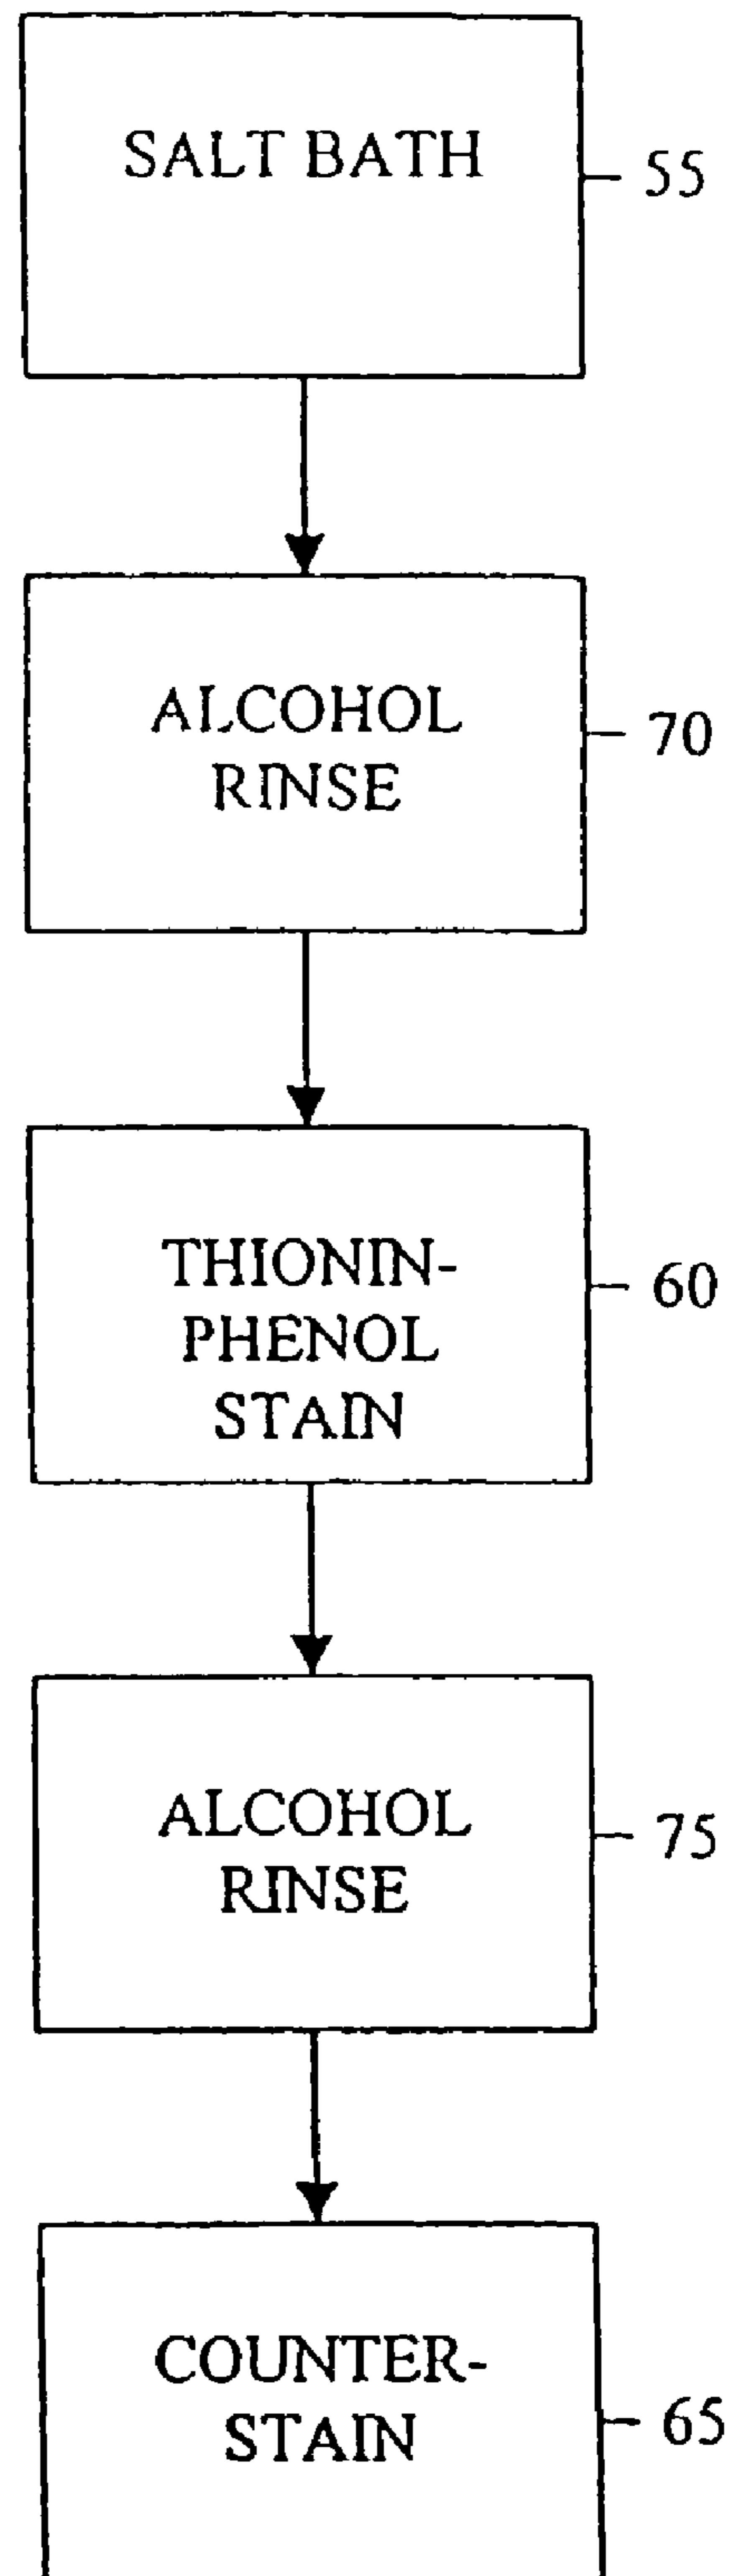 SALT BATH
55
ALCOHOL
RINSE
70
THIONIN-
PHENOL
STAIN
60
ALCOHOL
RINSE
75
COUNTER-
STAIN
65